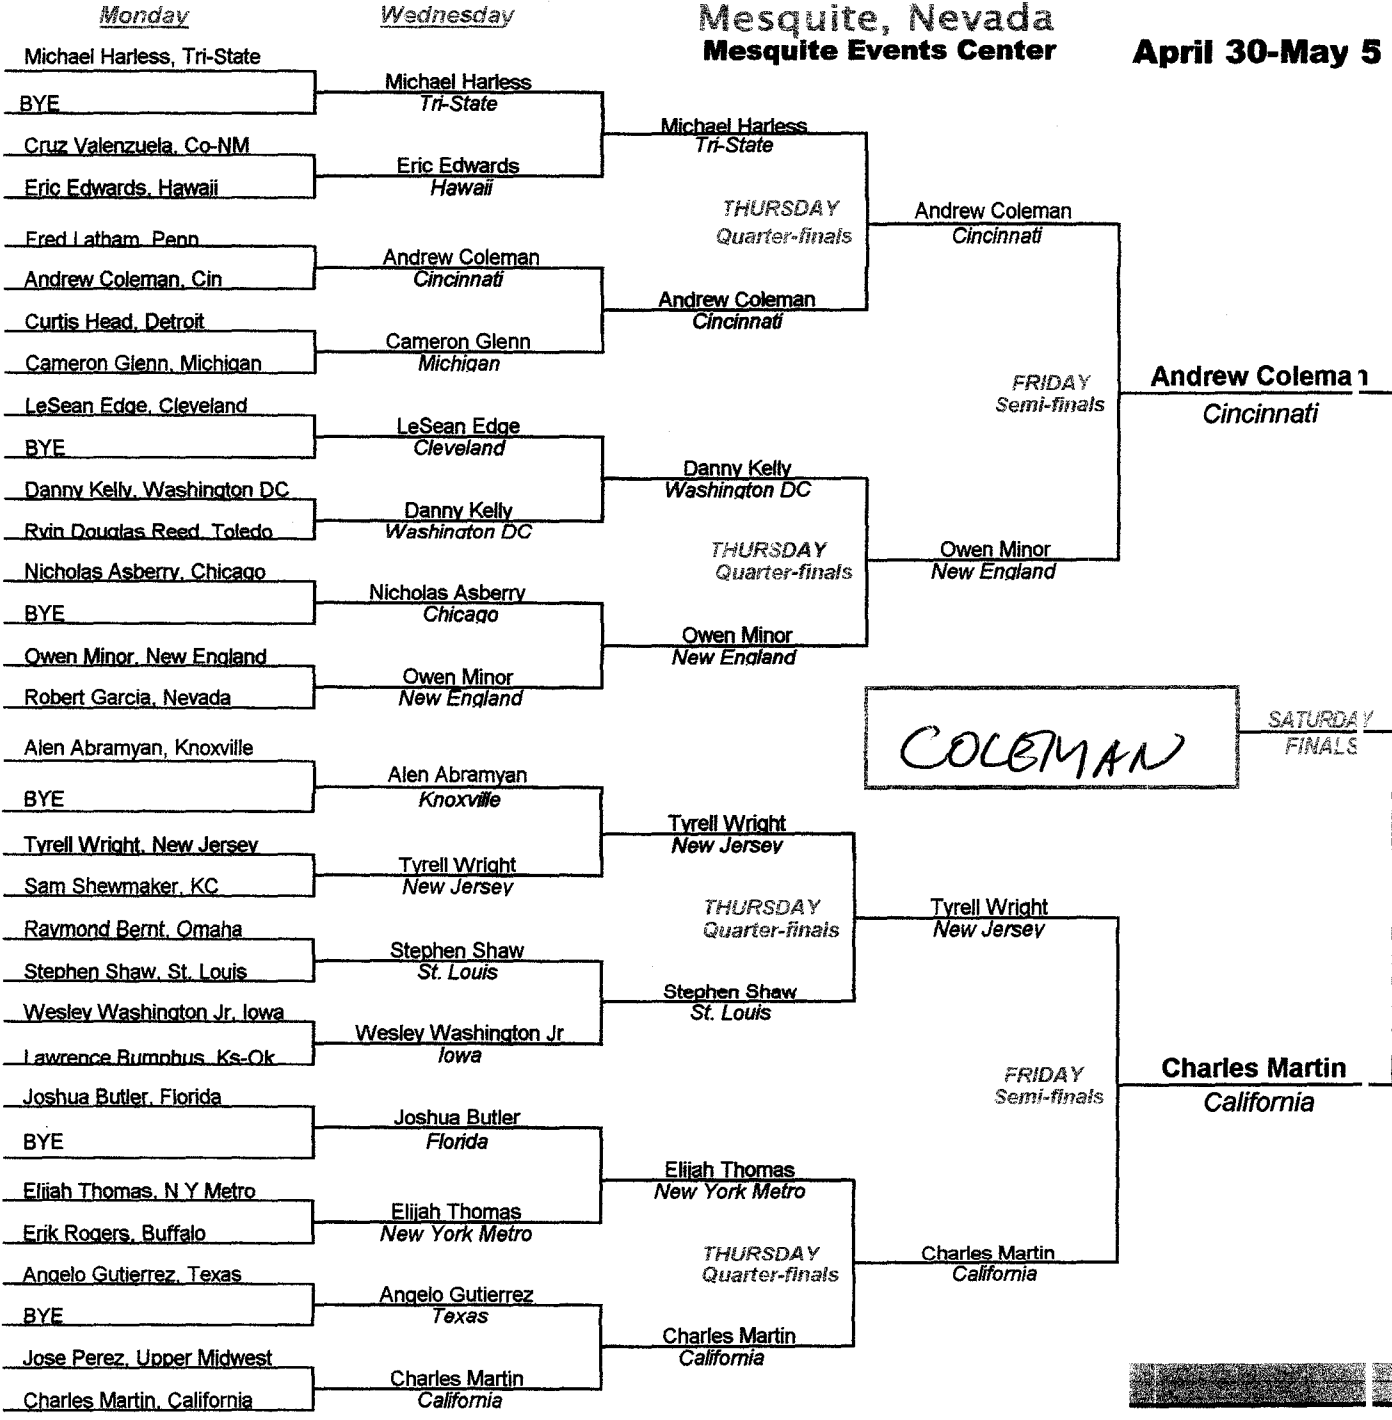 Monday
Wednesday
Mesquite, Nevada
Mesquite Events Center
April 30-May 5
Michael Harless, Tri-State
BYE
Cruz Valenzuela, Co-NM
Eric Edwards, Hawaii
Fred Latham, Penn
Andrew Coleman, Cin
Curtis Head, Detroit
Cameron Glenn, Michigan
LeSean Edge, Cleveland
BYE
Danny Kelly, Washington DC
Ryin Douglas Reed, Toledo
Nicholas Asberry, Chicago
BYE
Owen Minor, New England
Robert Garcia, Nevada
Alen Abramyan, Knoxville
BYE
Tyrell Wright, New Jersey
Sam Shewmaker, KC
Raymond Bernt, Omaha
Stephen Shaw, St. Louis
Wesley Washington Jr, Iowa
Lawrence Bumphus, Ks-Ok
Joshua Butler, Florida
BYE
Elijah Thomas, N Y Metro
Erik Rogers, Buffalo
Angelo Gutierrez, Texas
BYE
Jose Perez, Upper Midwest
Charles Martin, California
Michael Harless
Tri-State
Eric Edwards
Hawaii
Andrew Coleman
Cincinnati
Cameron Glenn
Michigan
LeSean Edge
Cleveland
Danny Kelly
Washington DC
Nicholas Asberry
Chicago
Owen Minor
New England
Alen Abramyan
Knoxville
Tyrell Wright
New Jersey
Stephen Shaw
St. Louis
Wesley Washington Jr
Iowa
Joshua Butler
Florida
Elijah Thomas
New York Metro
Angelo Gutierrez
Texas
Charles Martin
California
Michael Harless
Tri-State
THURSDAY
Quarter-finals
Andrew Coleman
Cincinnati
Danny Kelly
Washington DC
THURSDAY
Quarter-finals
Owen Minor
New England
Tyrell Wright
New Jersey
THURSDAY
Quarter-finals
Stephen Shaw
St. Louis
Elijah Thomas
New York Metro
THURSDAY
Quarter-finals
Charles Martin
California
Andrew Coleman
Cincinnati
FRIDAY
Semi-finals
Owen Minor
New England
COLEMAN
Tyrell Wright
New Jersey
FRIDAY
Semi-finals
Charles Martin
California
Andrew Coleman
Cincinnati
SATURDAY
FINALS
Charles Martin
California